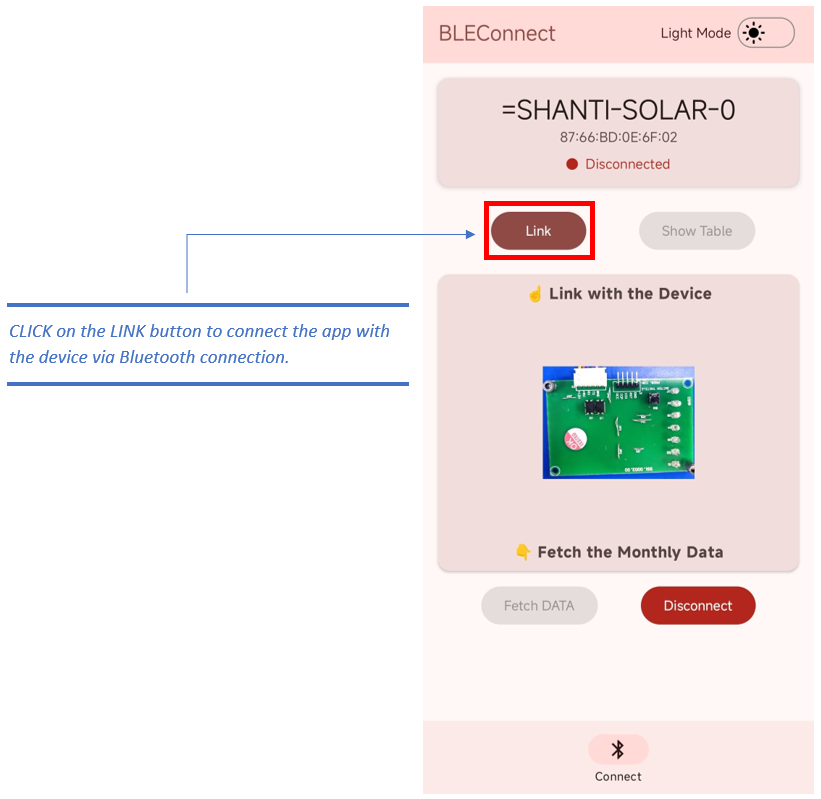 BLEConnect
Light Mode
=SHANTI-SOLAR-0
87:66:BD:0E:6F:02
Disconnected
Link
Show Table
CLICK on the LINK button to connect the app with
the device via Bluetooth connection.
☝ Link with the Device
👇 Fetch the Monthly Data
Fetch DATA
Disconnect
Connect